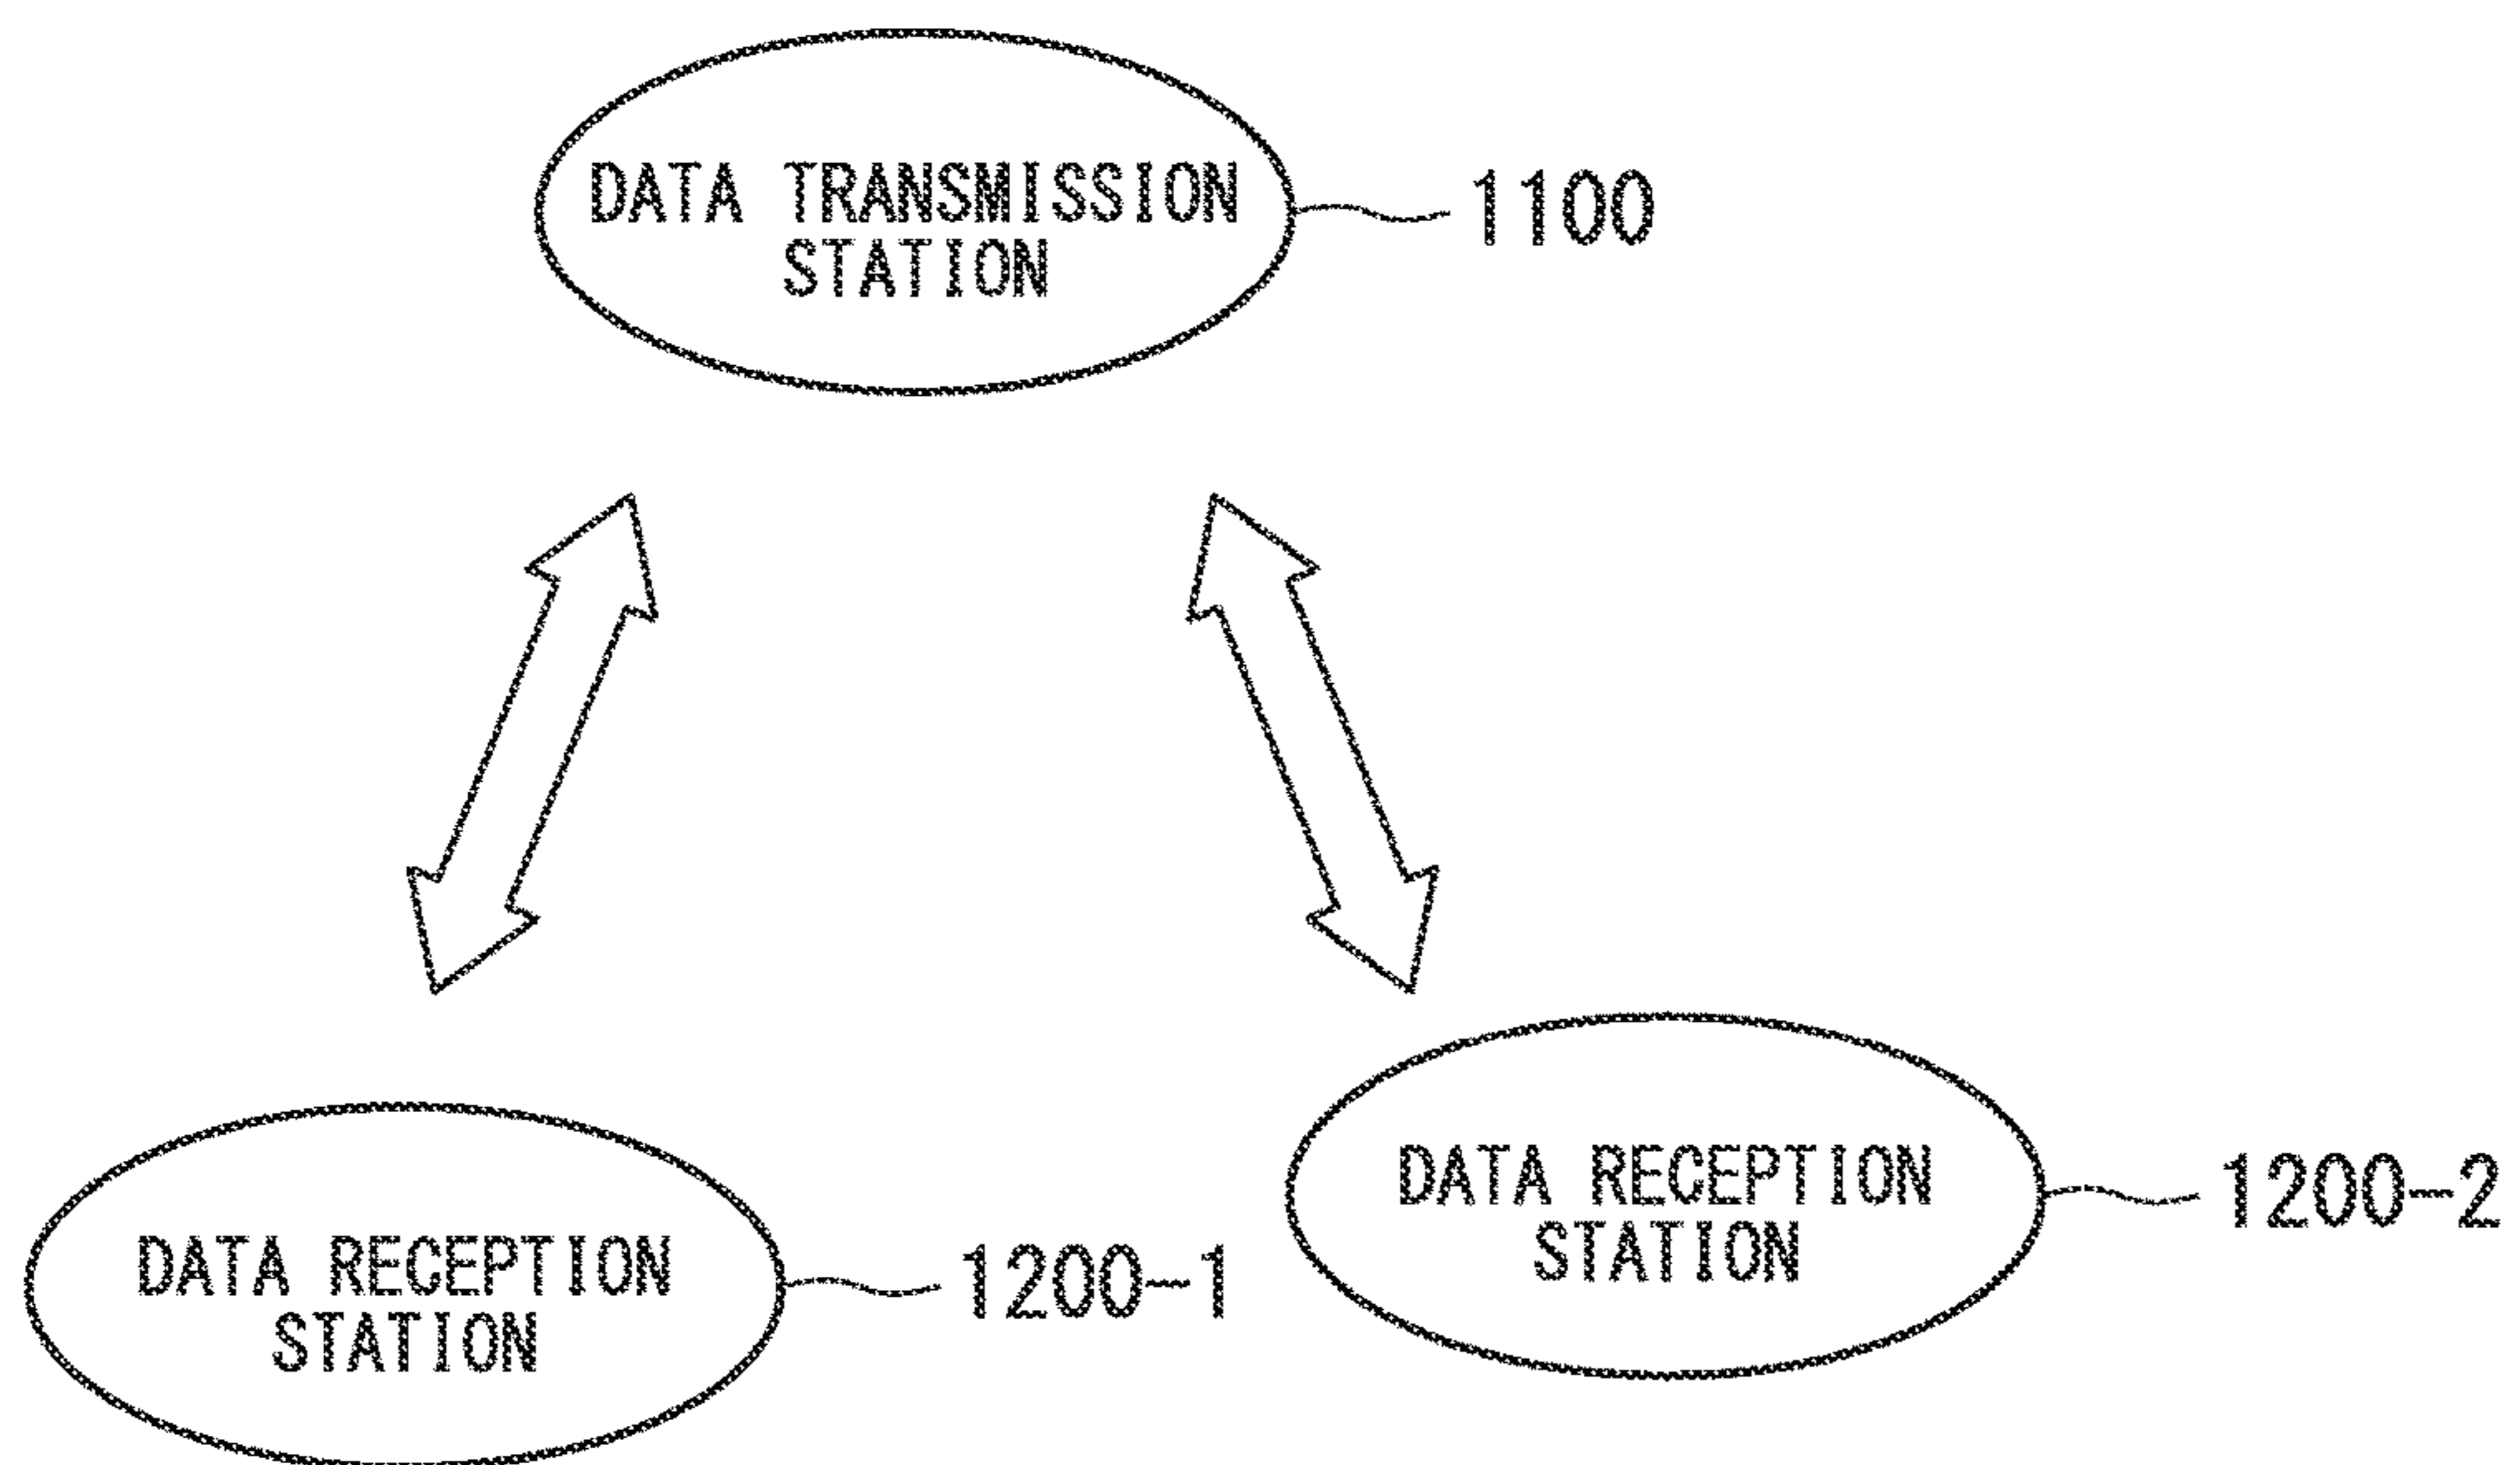 DATA TRANSMISSION
STATION
1100
DATA RECEPTION
STATION
1200-1
DATA RECEPTION
STATION
1200-2